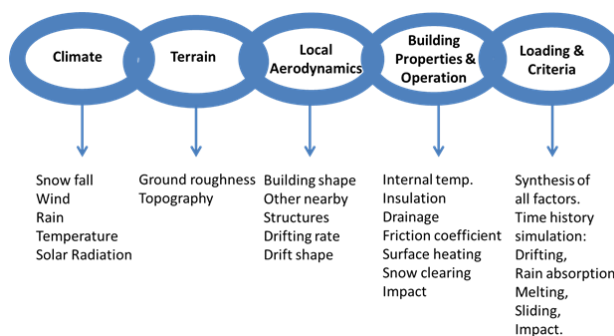 Climate
Terrain
Local
Aerodynamics
Building
Properties &
Operation
Loading &
Criteria
Snow fall
Wind
Rain
Temperature
Solar Radiation
Ground roughness
Topography
Building shape
Other nearby
Structures
Drifting rate
Drift shape
Internal temp.
Insulation
Drainage
Friction coefficient
Surface heating
Snow clearing
Impact
Synthesis of
all factors.
Time history
simulation:
Drifting,
Rain absorption
Melting,
Sliding,
Impact.